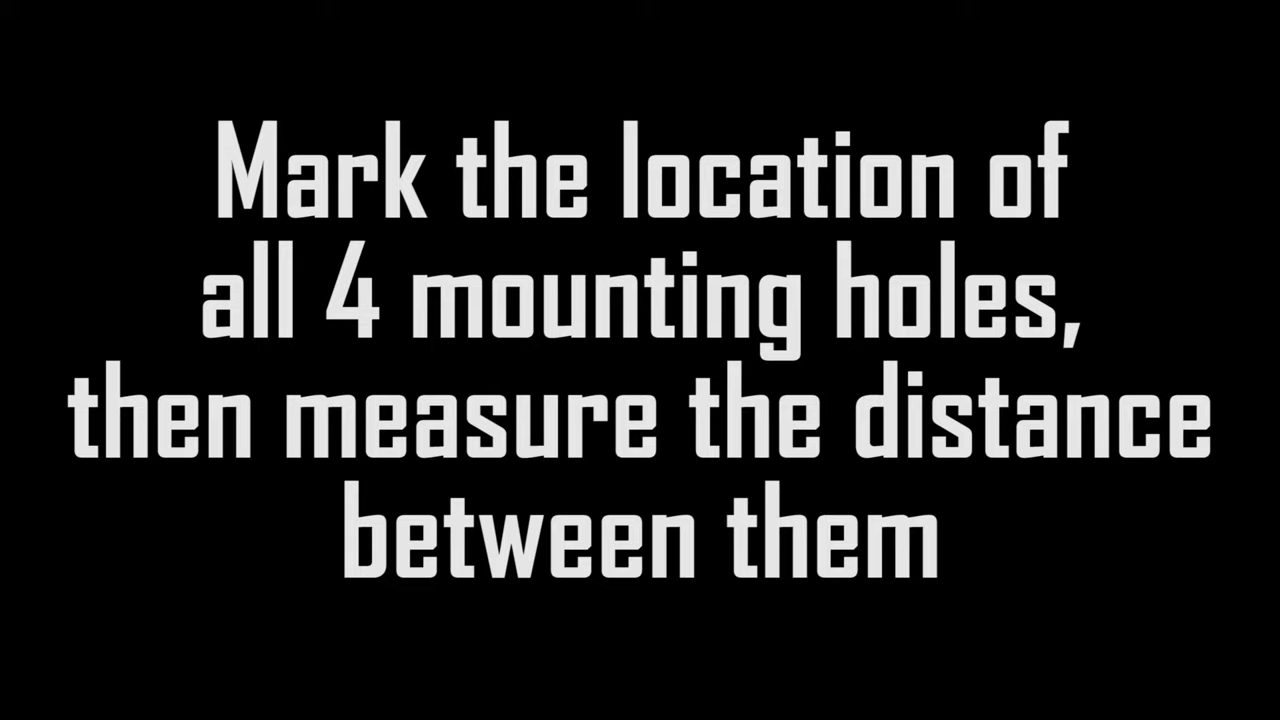 Mark the location of
all 4 mounting holes,
then measure the distance
between them